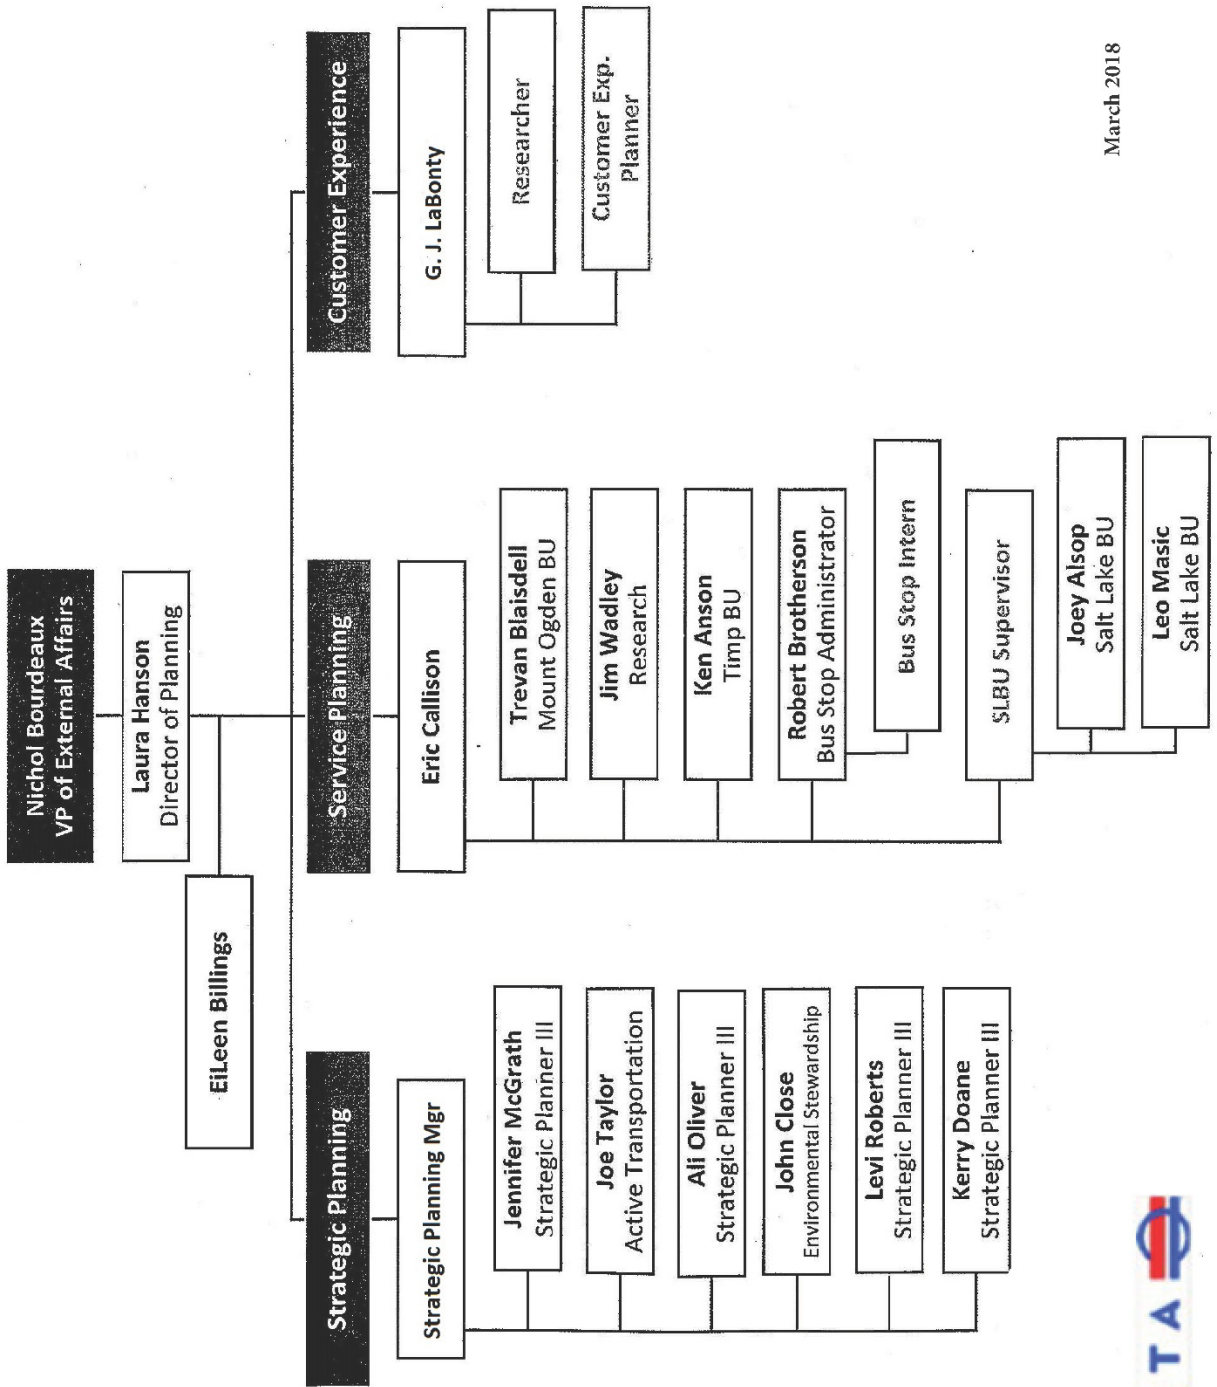 Nichol Bourdeaux
VP of External Affairs
Laura Hanson
Director of Planning
EiLeen Billings
Strategic Planning
Strategic Planning Mgr
Jennifer McGrath
Strategic Planner III
Joe Taylor
Active Transportation
Ali Oliver
Strategic Planner III
John Close
Environmental Stewardship
Levi Roberts
Strategic Planner III
Kerry Doane
Strategic Planner III
Service Planning
Eric Callison
Trevan Blaisdell
Mount Ogden BU
Jim Wadley
Research
Ken Anson
Timp BU
Robert Brotherson
Bus Stop Administrator
Bus Stop Intern
SLBU Supervisor
Joey Alsop
Salt Lake BU
Leo Masic
Salt Lake BU
Customer Experience
G. J. LaBonty
Researcher
Customer Exp.
Planner
T A
March 2018